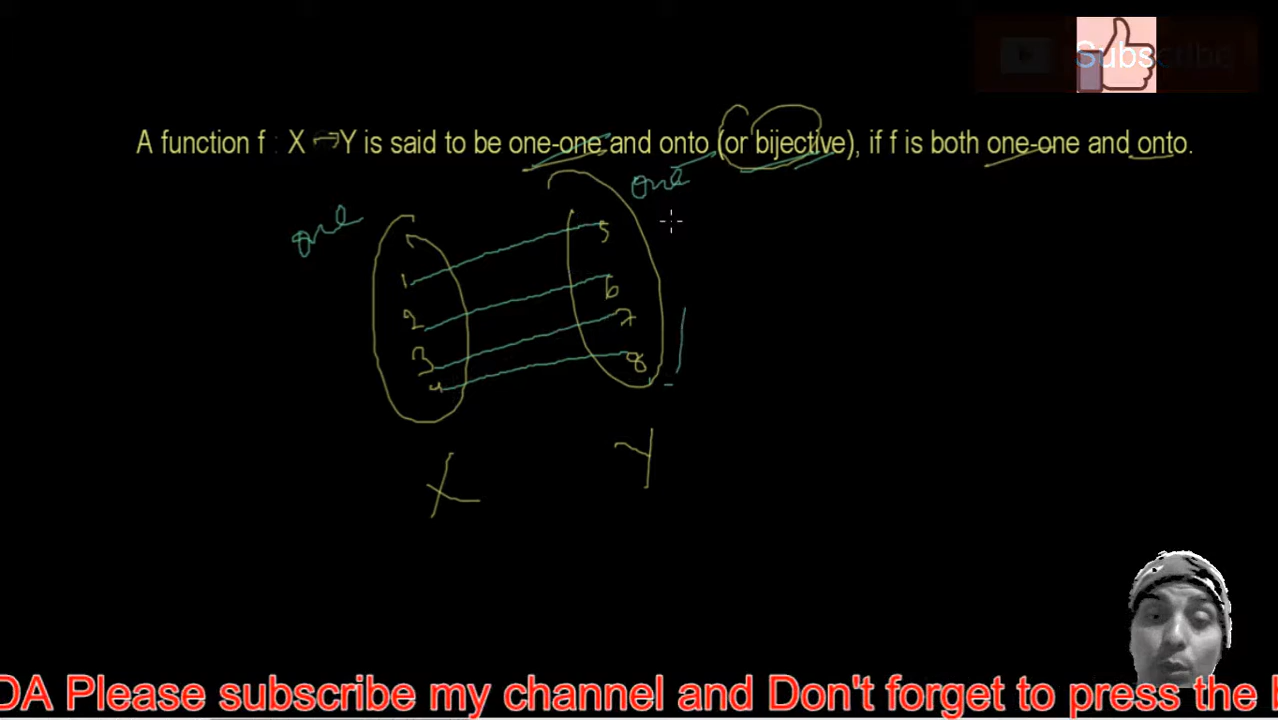 Subscribe
A function f : X → Y is said to be one-one and onto (or bijective), if f is both one-one and onto.
one
one
5
1
6
2
7
3
8
4
Y
X
DA Please subscribe my channel and Don't forget to press the